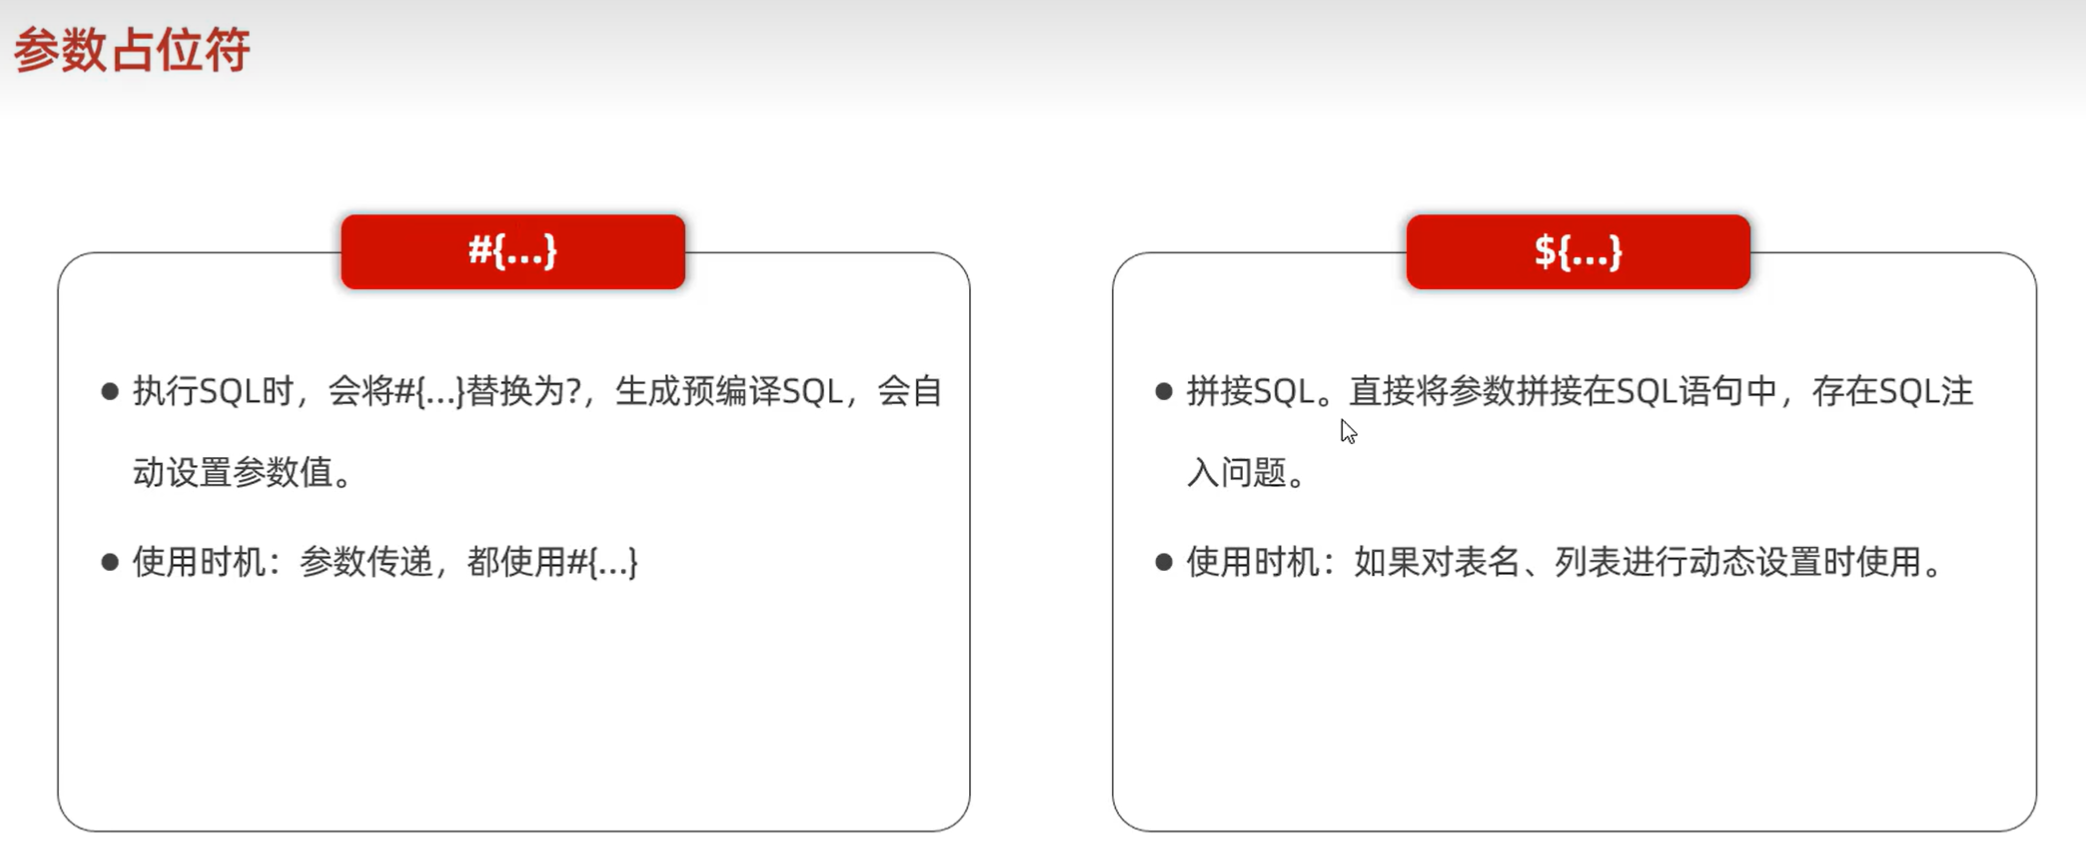 参数占位符
#{...}
执行SQL时，会将#{...}替换为?，生成预编译SQL，会自
动设置参数值。
使用时机：参数传递，都使用#{...}
${...}
拼接SQL。直接将参数拼接在SQL语句中，存在SQL注
入问题。
使用时机：如果对表名、列表进行动态设置时使用。